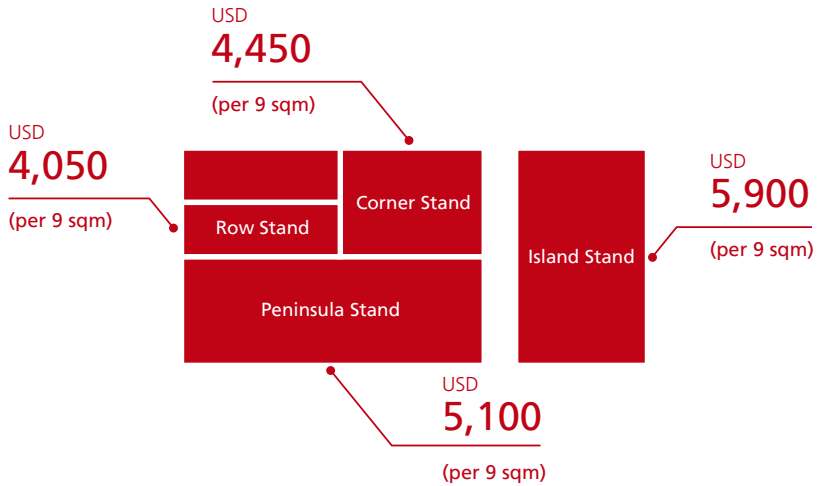 USD
4,450
(per 9 sqm)
USD
4,050
(per 9 sqm)
Corner Stand
Row Stand
USD
5,900
(per 9 sqm)
Island Stand
Peninsula Stand
USD
5,100
(per 9 sqm)